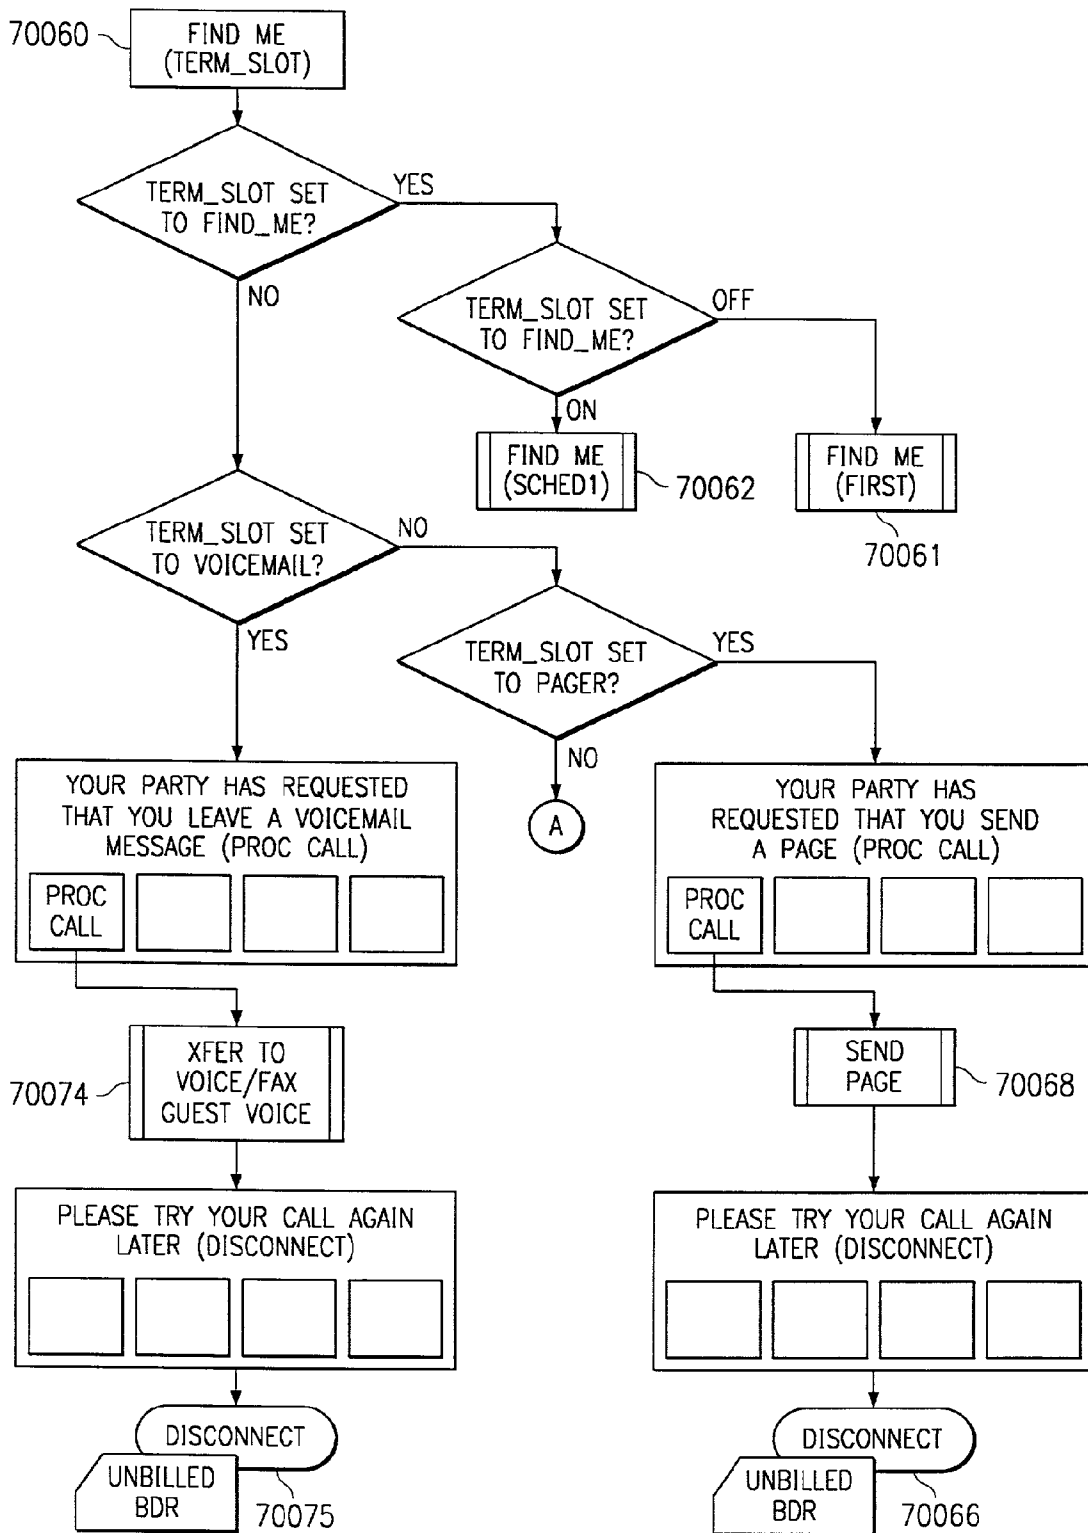 70060
FIND ME
(TERM_SLOT)
TERM_SLOT SET
TO FIND_ME?
YES
NO
TERM_SLOT SET
TO FIND_ME?
OFF
ON
FIND ME
(SCHED1)
70062
FIND ME
(FIRST)
70061
TERM_SLOT SET
TO VOICEMAIL?
NO
YES
TERM_SLOT SET
TO PAGER?
YES
NO
A
YOUR PARTY HAS REQUESTED
THAT YOU LEAVE A VOICEMAIL
MESSAGE (PROC CALL)
PROC
CALL
YOUR PARTY HAS
REQUESTED THAT YOU SEND
A PAGE (PROC CALL)
PROC
CALL
XFER TO
VOICE/FAX
GUEST VOICE
70074
SEND
PAGE
70068
PLEASE TRY YOUR CALL AGAIN
LATER (DISCONNECT)
PLEASE TRY YOUR CALL AGAIN
LATER (DISCONNECT)
DISCONNECT
UNBILLED
BDR
70075
DISCONNECT
UNBILLED
BDR
70066